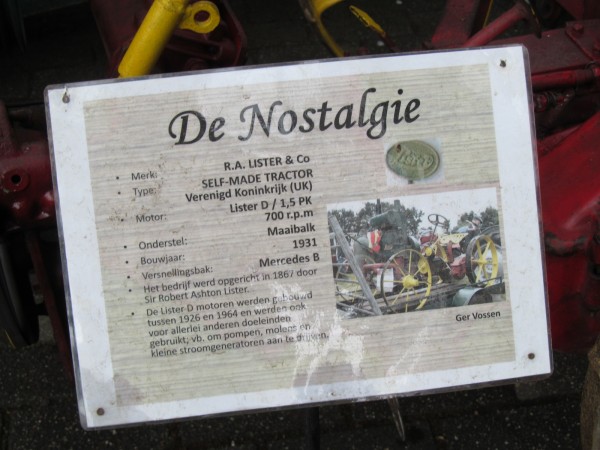 De Nostalgie
• Merk: R.A. LISTER & Co
• Type: SELF-MADE TRACTOR
Verenigd Koninkrijk (UK)
• Motor: Lister D / 1,5 PK
700 r.p.m
• Onderstel: Maaibalk
• Bouwjaar: 1931
• Versnellingsbak: Mercedes B
• Het bedrijf werd opgericht in 1867 door
Sir Robert Ashton Lister.
• De Lister D motoren werden gebouwd
tussen 1926 en 1964 en werden ook
voor allerlei anderen doeleinden
gebruikt, vb. om pompen, molens en
kleine stroomgeneratoren aan te drijven.
Lister
Ger Vossen